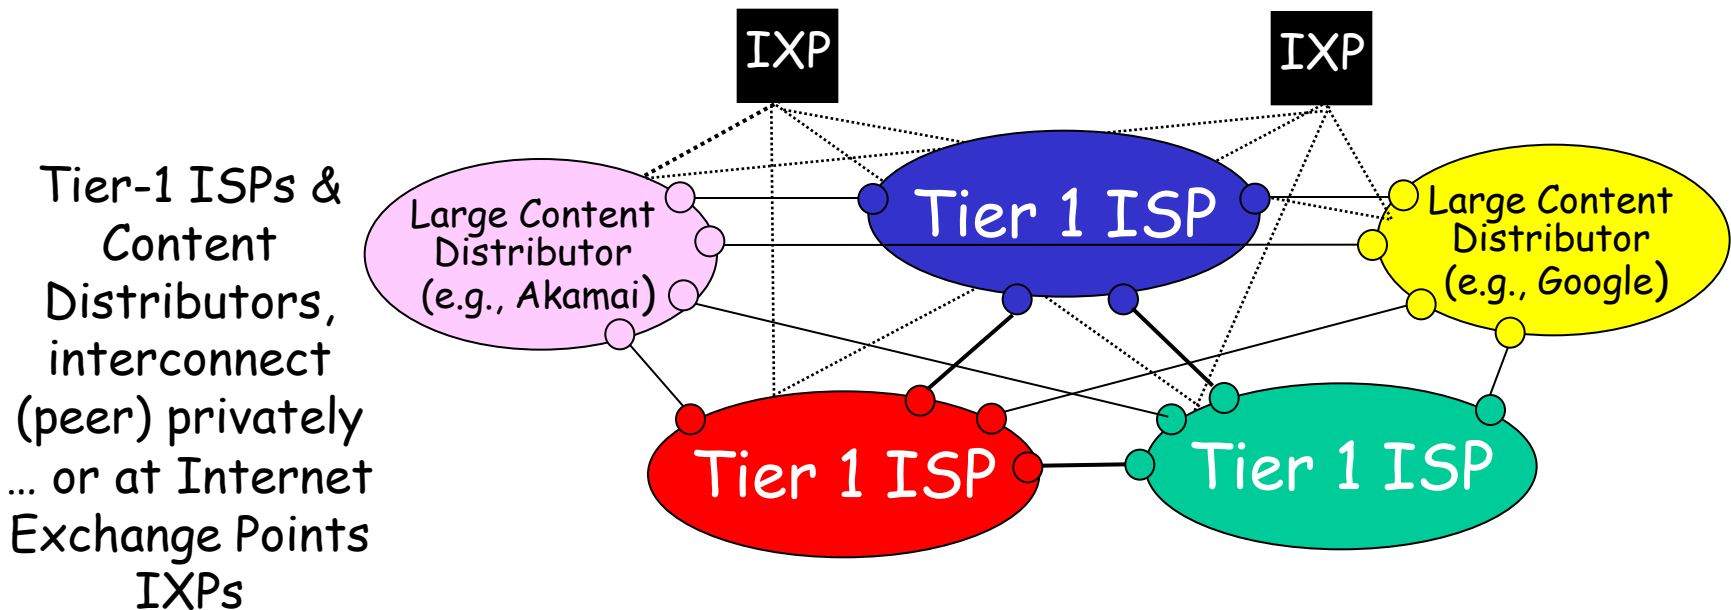 IXP
IXP
Tier-1 ISPs &
Content
Distributors,
interconnect
(peer) privately
… or at Internet
Exchange Points
IXPs
Large Content
Distributor
(e.g., Akamai)
Tier 1 ISP
Large Content
Distributor
(e.g., Google)
Tier 1 ISP
Tier 1 ISP